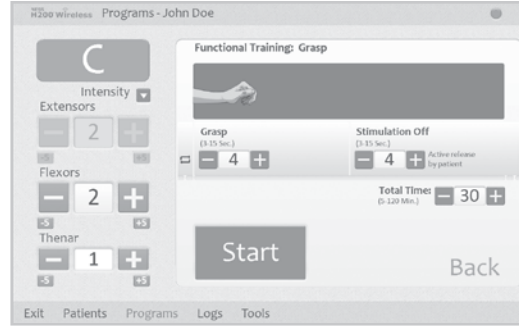 H200 Wireless Programs - John Doe
C
Intensity
Extensors
2
-5 +5
Flexors
2
-5 +5
Thenar
1
-5 +5
Functional Training: Grasp
Grasp
(3-15 Sec.)
4
Stimulation Off
(3-15 Sec.)
4
Active release
by patient
Total Time:
(5-120 Min.)
30
Start
Back
Exit Patients Programs Logs Tools